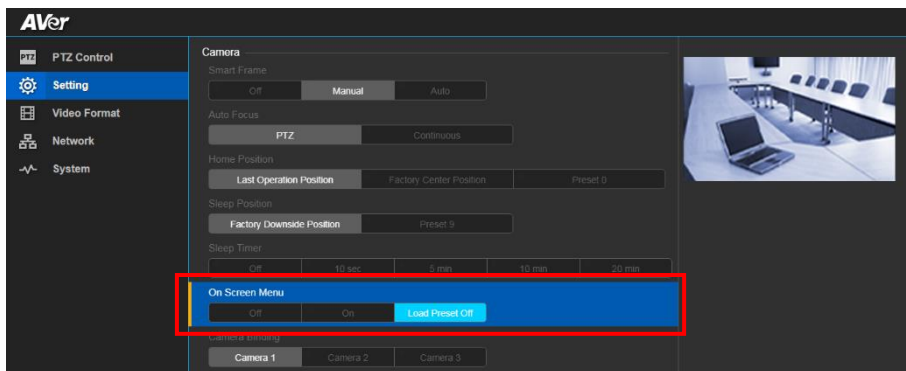 AVer
PTZ PTZ Control
Setting
Video Format
Network
System
Camera
Smart Frame
Off Manual Auto
Auto Focus
PTZ Continuous
Home Position
Last Operation Position Factory Center Position Preset 0
Sleep Position
Factory Downside Position Preset 9
Sleep Timer
Off 10 sec 5 min 10 min 20 min
On Screen Menu
Off On Load Preset Off
Camera Binding
Camera 1 Camera 2 Camera 3